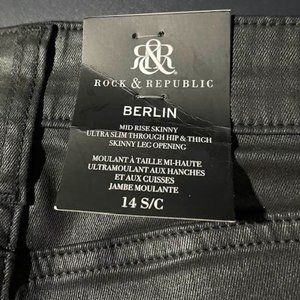 R&R
ROCK & REPUBLIC
BERLIN
MID RISE SKINNY
ULTRA SLIM THROUGH HIP & THIGH
SKINNY LEG OPENING
MOULANT À TAILLE MI-HAUTE
ULTRAMOULANT AUX HANCHES
ET AUX CUISSES
JAMBE MOULANTE
14 S/C